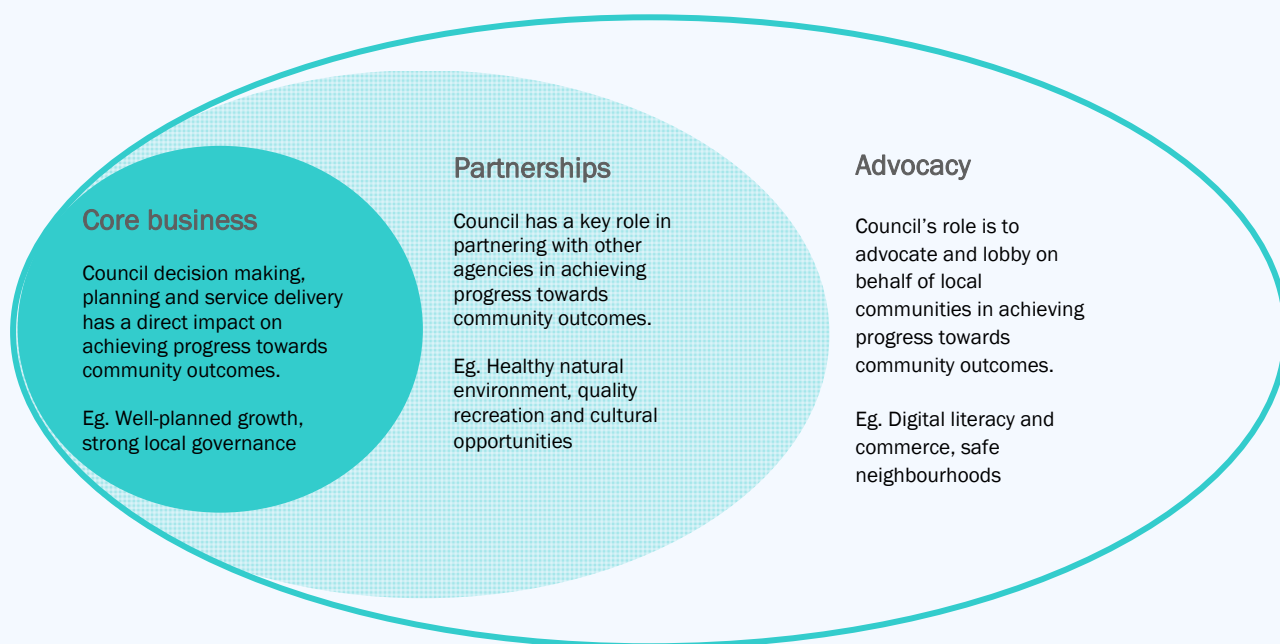 Core business
Council decision making,
planning and service delivery
has a direct impact on
achieving progress towards
community outcomes.
Eg. Well-planned growth,
strong local governance
Partnerships
Council has a key role in
partnering with other
agencies in achieving
progress towards
community outcomes.
Eg. Healthy natural
environment, quality
recreation and cultural
opportunities
Advocacy
Council’s role is to
advocate and lobby on
behalf of local
communities in achieving
progress towards
community outcomes.
Eg. Digital literacy and
commerce, safe
neighbourhoods